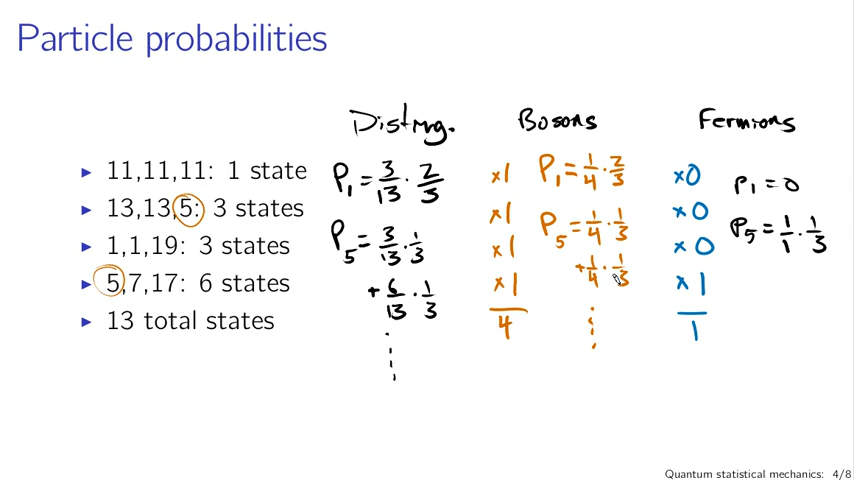 Particle probabilities
Disting. Bosons Fermions
▶ 11,11,11: 1 state
▶ 13,13,5: 3 states
▶ 1,1,19: 3 states
▶ 5,7,17: 6 states
▶ 13 total states
P₁ = 3/13 · 2/3
P₅ = 3/13 · 1/3
+ 6/13 · 1/3
×1
×1
×1
×1
4
P₁ = 1/4 · 2/3
P₅ = 1/4 · 1/3
+ 1/4 · 1/3
×0
×0
×0
×1
1
P₁ = 0
P₅ = 1/1 · 1/3
Quantum statistical mechanics: 4/8